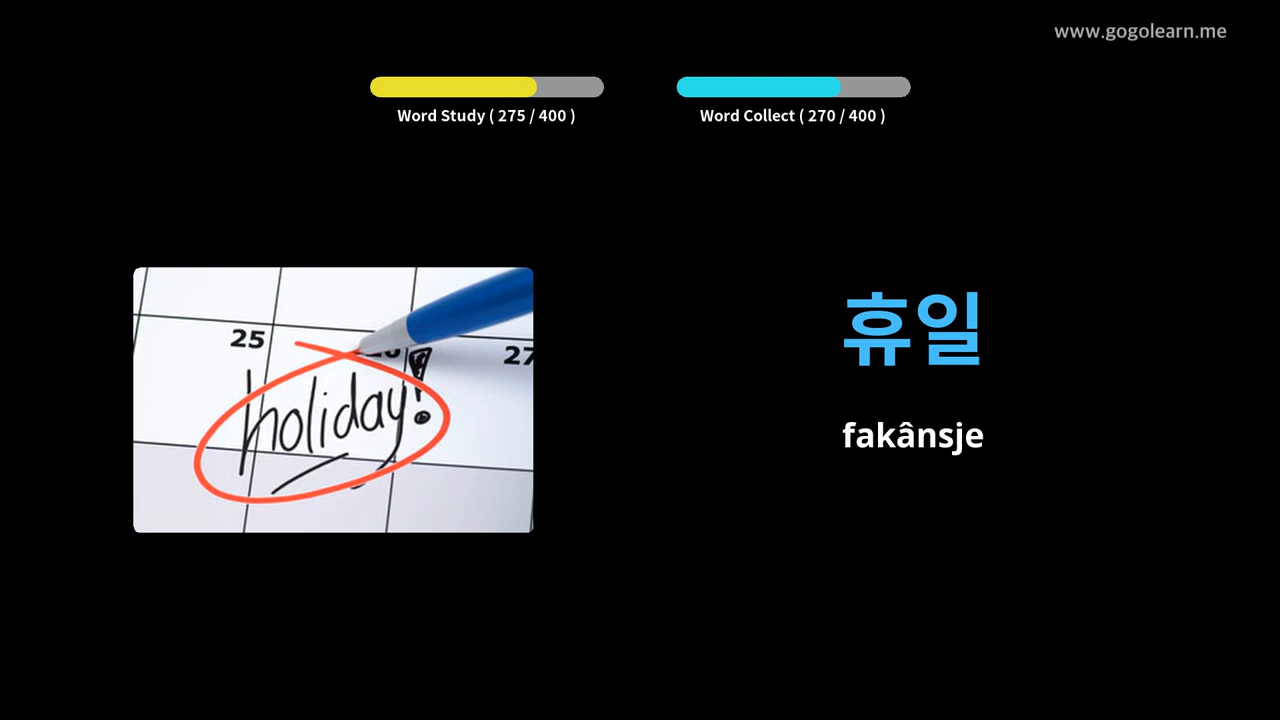 www.gogolearn.me
Word Study ( 275 / 400 )
Word Collect ( 270 / 400 )
25
27
holiday!
휴일
fakânsje